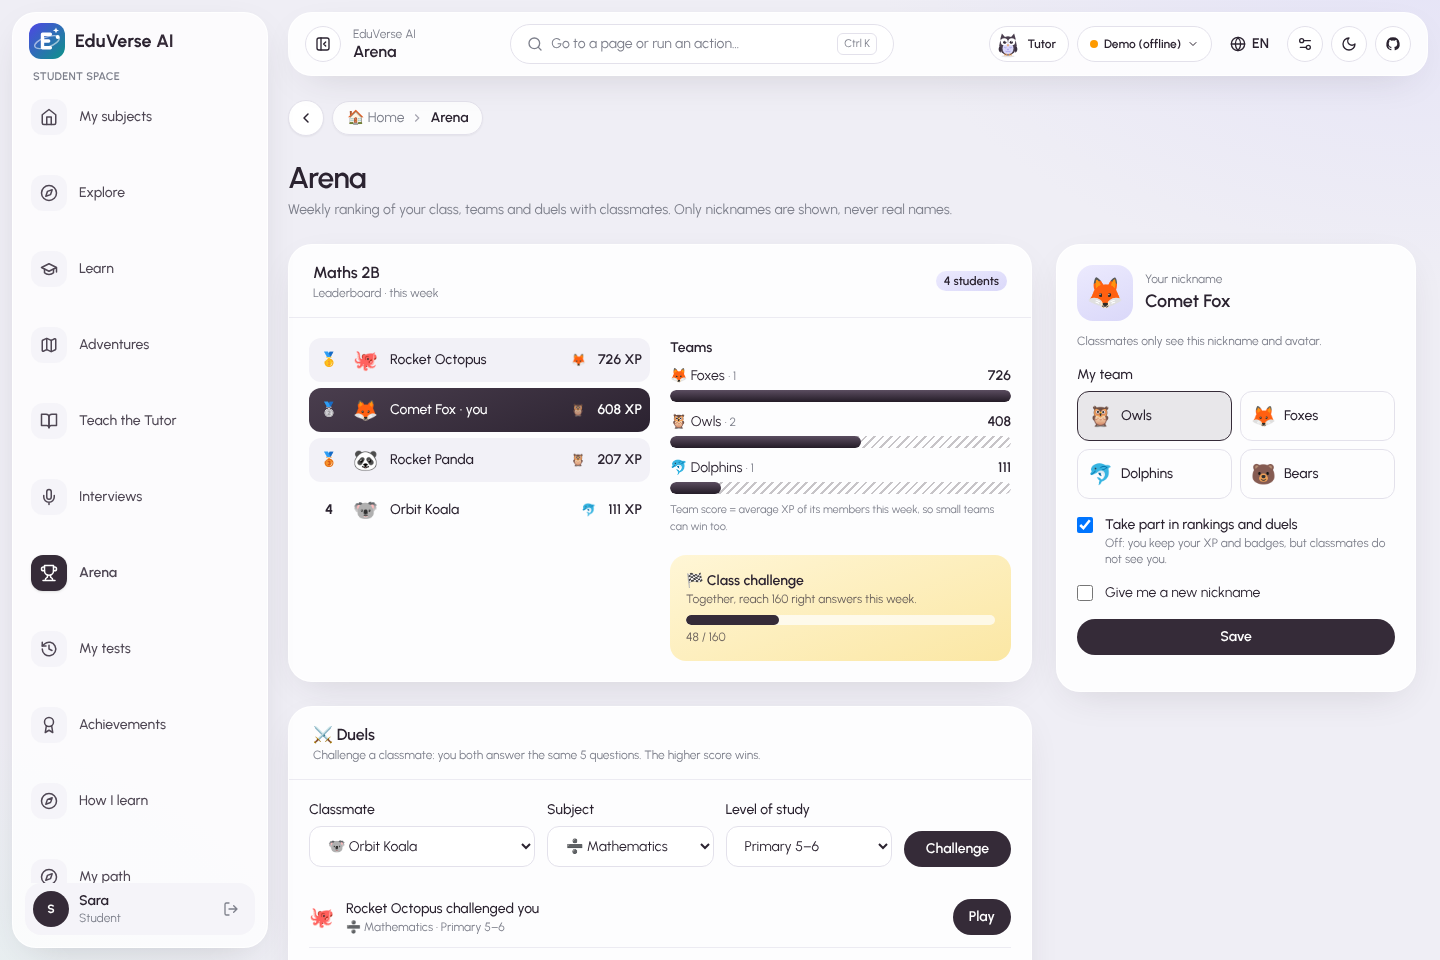 EduVerse AI
STUDENT SPACE
My subjects
Explore
Learn
Adventures
Teach the Tutor
Interviews
Arena
My tests
Achievements
How I learn
My path
S
Sara
Student
EduVerse AI
Arena
Go to a page or run an action...
Ctrl K
Tutor
Demo (offline)
EN
Home
Arena
Arena
Weekly ranking of your class, teams and duels with classmates. Only nicknames are shown, never real names.
Maths 2B
Leaderboard · this week
4 students
Rocket Octopus 726 XP
Comet Fox · you 608 XP
Rocket Panda 207 XP
4 Orbit Koala 111 XP
Teams
Foxes · 1 726
Owls · 2 408
Dolphins · 1 111
Team score = average XP of its members this week, so small teams
can win too.
Class challenge
Together, reach 160 right answers this week.
48 / 160
Your nickname
Comet Fox
Classmates only see this nickname and avatar.
My team
Owls
Foxes
Dolphins
Bears
Take part in rankings and duels
Off: you keep your XP and badges, but classmates do
not see you.
Give me a new nickname
Save
Duels
Challenge a classmate: you both answer the same 5 questions. The higher score wins.
Classmate
Subject
Level of study
Orbit Koala
Mathematics
Primary 5–6
Challenge
Rocket Octopus challenged you
Mathematics · Primary 5–6
Play